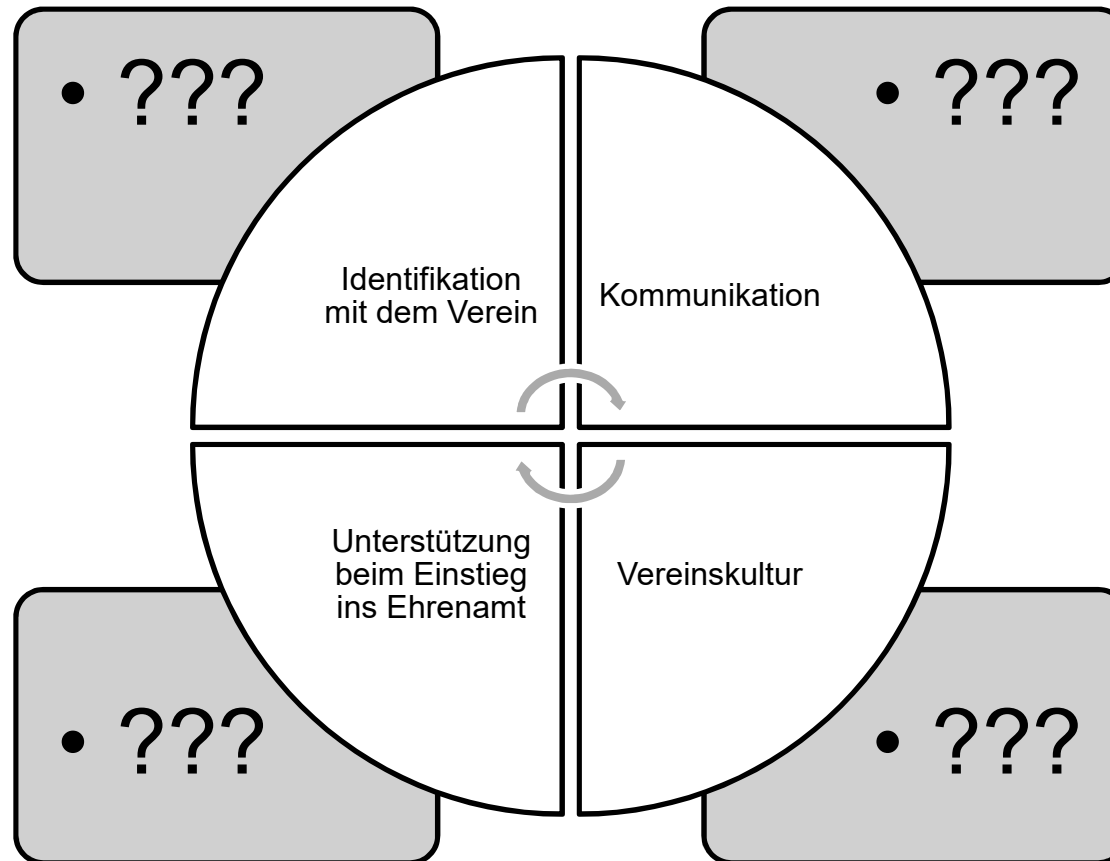 • ???
• ???
Identifikation
mit dem Verein
Kommunikation
Unterstützung
beim Einstieg
ins Ehrenamt
Vereinskultur
• ???
• ???